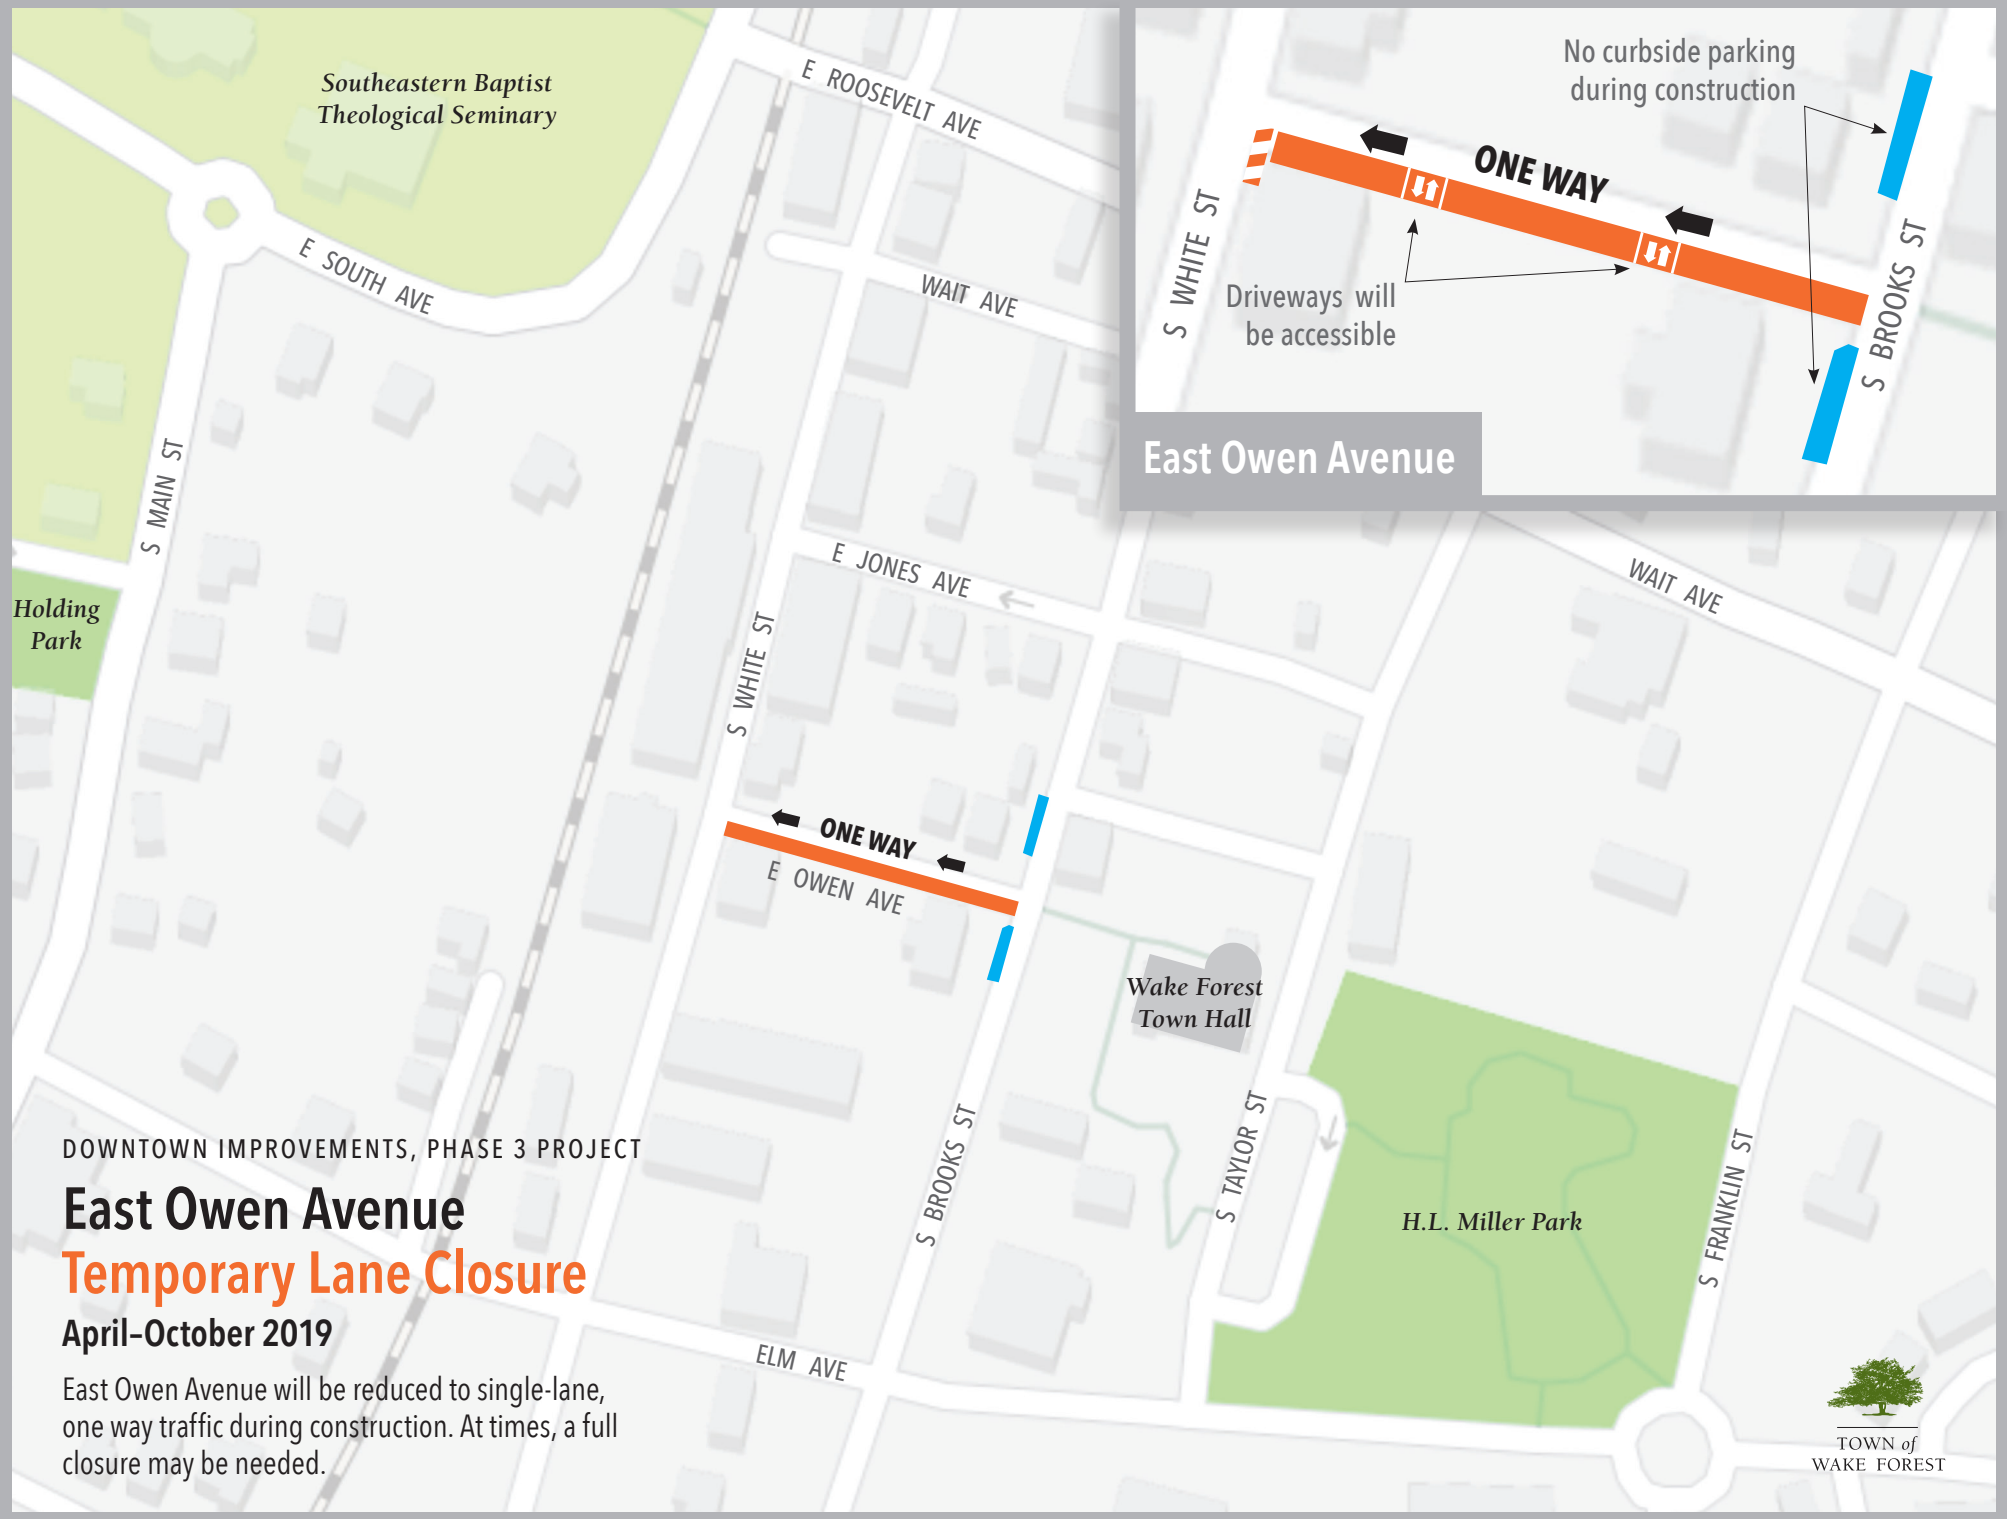 Southeastern Baptist
Theological Seminary
E ROOSEVELT AVE
E SOUTH AVE
WAIT AVE
S MAIN ST
Holding
Park
E JONES AVE
S WHITE ST
ONE WAY
E OWEN AVE
Wake Forest
Town Hall
S BROOKS ST
S TAYLOR ST
H.L. Miller Park
S FRANKLIN ST
ELM AVE
WAIT AVE
No curbside parking
during construction
ONE WAY
S WHITE ST
Driveways will
be accessible
S BROOKS ST
East Owen Avenue
DOWNTOWN IMPROVEMENTS, PHASE 3 PROJECT
East Owen Avenue
Temporary Lane Closure
April–October 2019
East Owen Avenue will be reduced to single-lane,
one way traffic during construction. At times, a full
closure may be needed.
TOWN of
WAKE FOREST